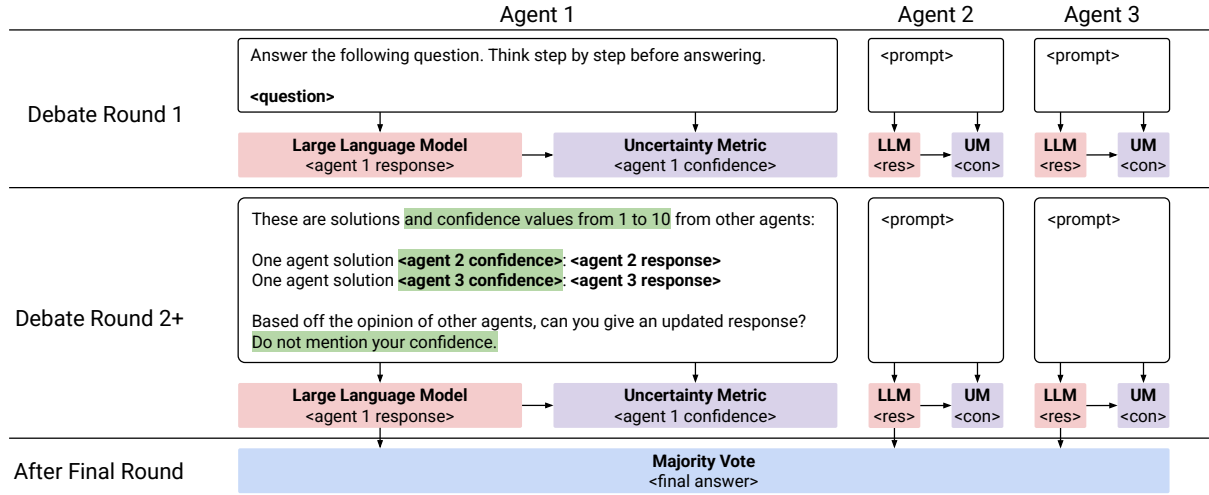 Agent 1 Agent 2 Agent 3
Debate Round 1
Answer the following question. Think step by step before answering.
<question>
Large Language Model
<agent 1 response>
Uncertainty Metric
<agent 1 confidence>
<prompt>
LLM
<res>
UM
<con>
<prompt>
LLM
<res>
UM
<con>
Debate Round 2+
These are solutions and confidence values from 1 to 10 from other agents:
One agent solution <agent 2 confidence>: <agent 2 response>
One agent solution <agent 3 confidence>: <agent 3 response>
Based off the opinion of other agents, can you give an updated response?
Do not mention your confidence.
Large Language Model
<agent 1 response>
Uncertainty Metric
<agent 1 confidence>
<prompt>
LLM
<res>
UM
<con>
<prompt>
LLM
<res>
UM
<con>
After Final Round
Majority Vote
<final answer>